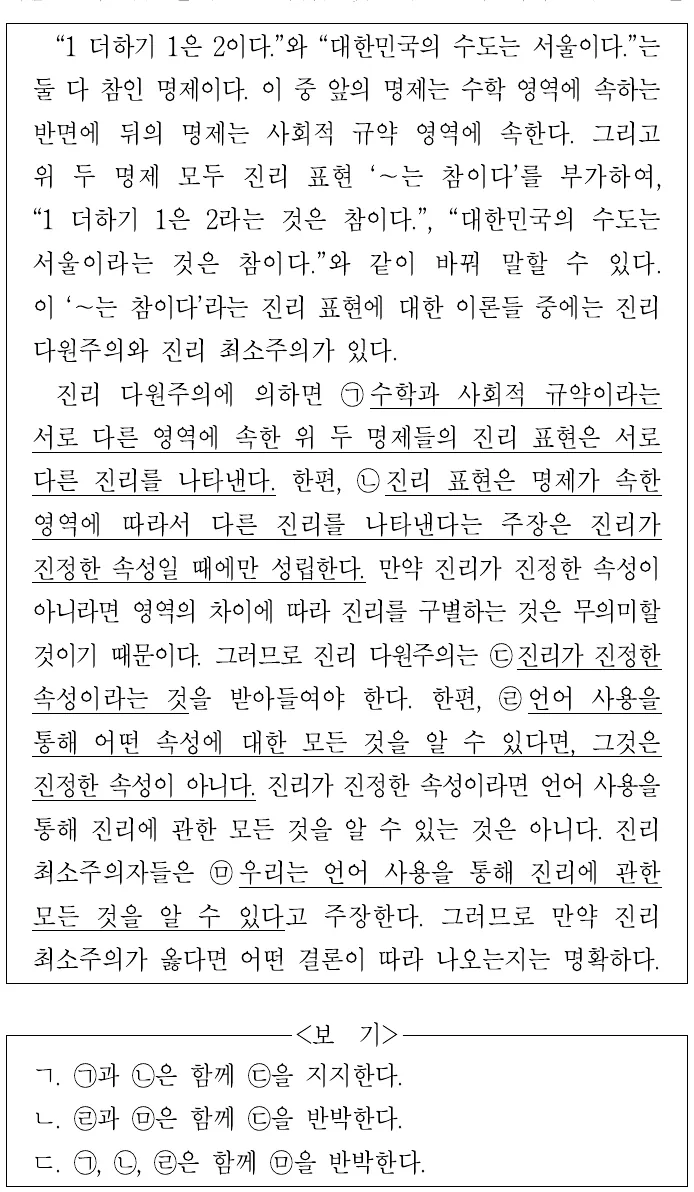 “1 더하기 1은 2이다.”와 “대한민국의 수도는 서울이다.”는
둘 다 참인 명제이다. 이 중 앞의 명제는 수학 영역에 속하는
반면에 뒤의 명제는 사회적 규약 영역에 속한다. 그리고
위 두 명제 모두 진리 표현 ‘～는 참이다’를 부가하여,
“1 더하기 1은 2라는 것은 참이다.”, “대한민국의 수도는
서울이라는 것은 참이다.”와 같이 바꿔 말할 수 있다.
이 ‘～는 참이다’라는 진리 표현에 대한 이론들 중에는 진리
다원주의와 진리 최소주의가 있다.
진리 다원주의에 의하면 ㉠수학과 사회적 규약이라는
서로 다른 영역에 속한 위 두 명제들의 진리 표현은 서로
다른 진리를 나타낸다. 한편, ㉡진리 표현은 명제가 속한
영역에 따라서 다른 진리를 나타낸다는 주장은 진리가
진정한 속성일 때에만 성립한다. 만약 진리가 진정한 속성이
아니라면 영역의 차이에 따라 진리를 구별하는 것은 무의미할
것이기 때문이다. 그러므로 진리 다원주의는 ㉢진리가 진정한
속성이라는 것을 받아들여야 한다. 한편, ㉣언어 사용을
통해 어떤 속성에 대한 모든 것을 알 수 있다면, 그것은
진정한 속성이 아니다. 진리가 진정한 속성이라면 언어 사용을
통해 진리에 관한 모든 것을 알 수 있는 것은 아니다. 진리
최소주의자들은 ㉤우리는 언어 사용을 통해 진리에 관한
모든 것을 알 수 있다고 주장한다. 그러므로 만약 진리
최소주의가 옳다면 어떤 결론이 따라 나오는지는 명확하다.
<보 기>
ㄱ. ㉠과 ㉡은 함께 ㉢을 지지한다.
ㄴ. ㉣과 ㉤은 함께 ㉢을 반박한다.
ㄷ. ㉠, ㉡, ㉣은 함께 ㉤을 반박한다.